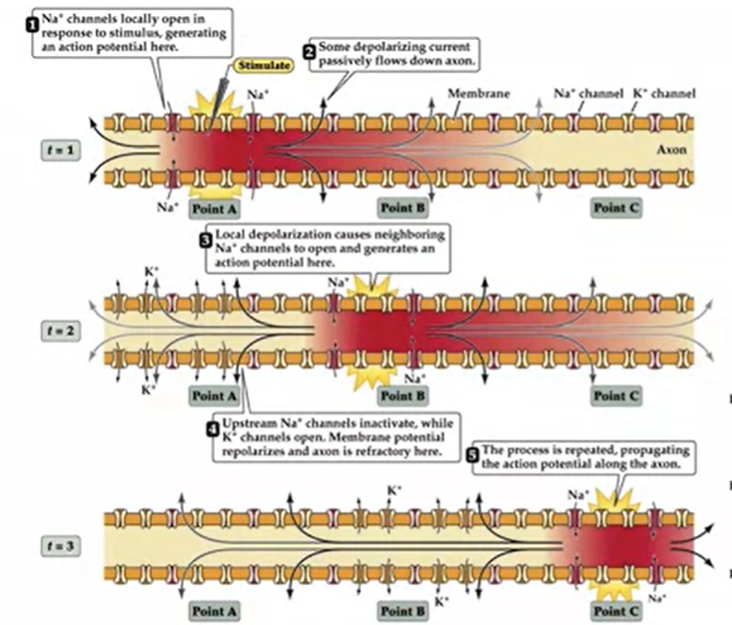 1 Na⁺ channels locally open in
response to stimulus, generating
an action potential here.
2 Some depolarizing current
passively flows down axon.
Stimulate
Na⁺
Membrane
Na⁺ channel
K⁺ channel
t = 1
Axon
Na⁺
Point A
Point B
Point C
3 Local depolarization causes neighboring
Na⁺ channels to open and generates an
action potential here.
K⁺
Na⁺
t = 2
K⁺
Na⁺
Point A
Point B
Point C
4 Upstream Na⁺ channels inactivate, while
K⁺ channels open. Membrane potential
repolarizes and axon is refractory here.
5 The process is repeated, propagating
the action potential along the axon.
K⁺
Na⁺
t = 3
K⁺
Na⁺
Point A
Point B
Point C